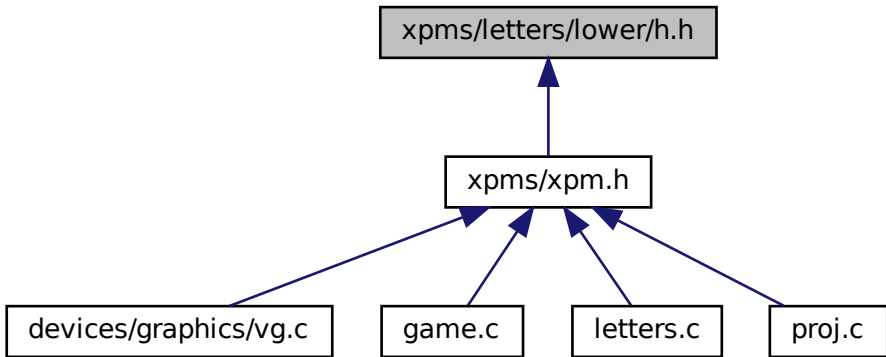 xpms/letters/lower/h.h
xpms/xpm.h
devices/graphics/vg.c
game.c
letters.c
proj.c